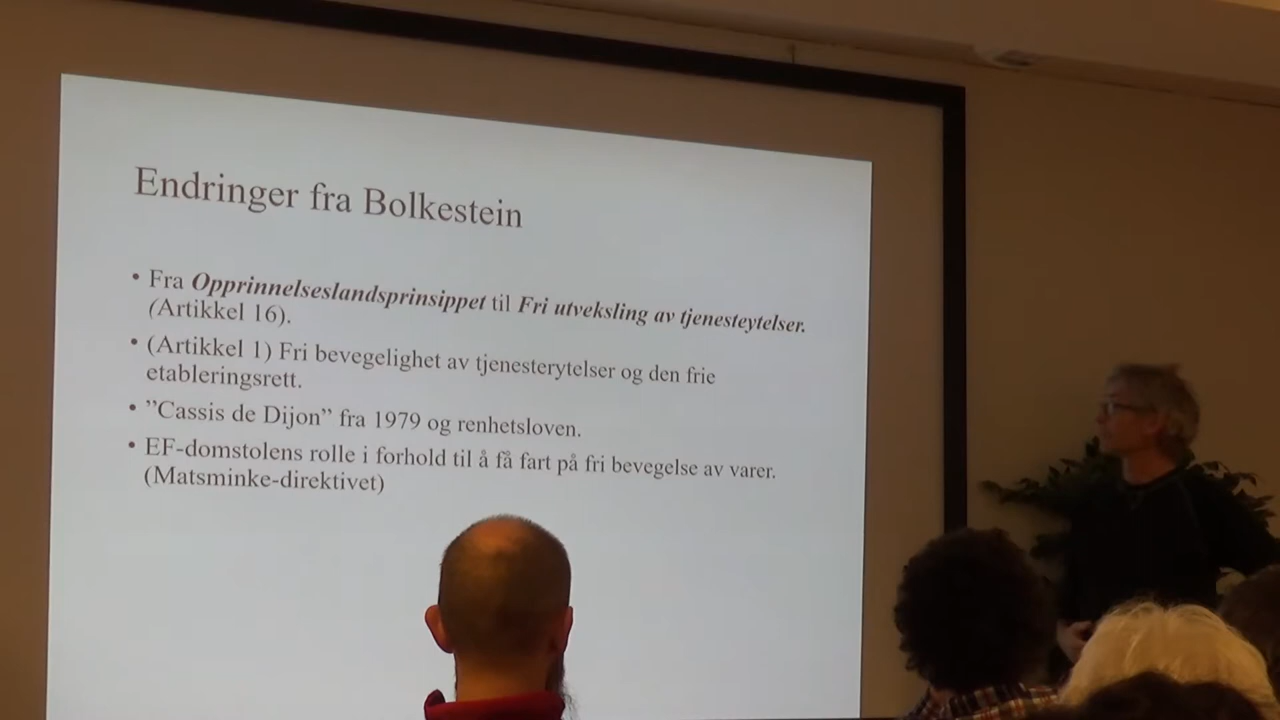 Endringer fra Bolkestein
• Fra Opprinnelseslandsprinsippet til Fri utveksling av tjenesteytelser.
(Artikkel 16).
• (Artikkel 1) Fri bevegelighet av tjenesterytelser og den frie
etableringsrett.
• ”Cassis de Dijon” fra 1979 og renhetsloven.
• EF-domstolens rolle i forhold til å få fart på fri bevegelse av varer.
(Matsminke-direktivet)